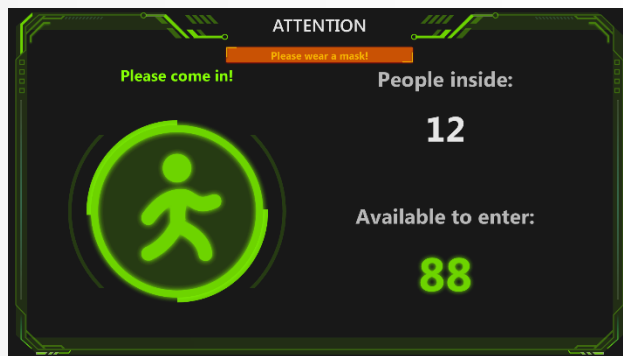 ATTENTION
Please wear a mask!
Please come in!
People inside:
12
Available to enter:
88